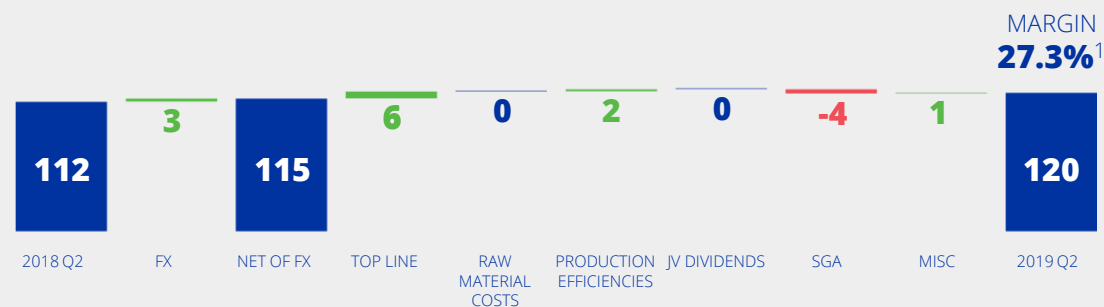 MARGIN
27.3%1
3
6
0
2
0
-4
1
112
115
120
2018 Q2
FX
NET OF FX
TOP LINE
RAW
MATERIAL
COSTS
PRODUCTION
EFFICIENCIES
JV DIVIDENDS
SGA
MISC
2019 Q2